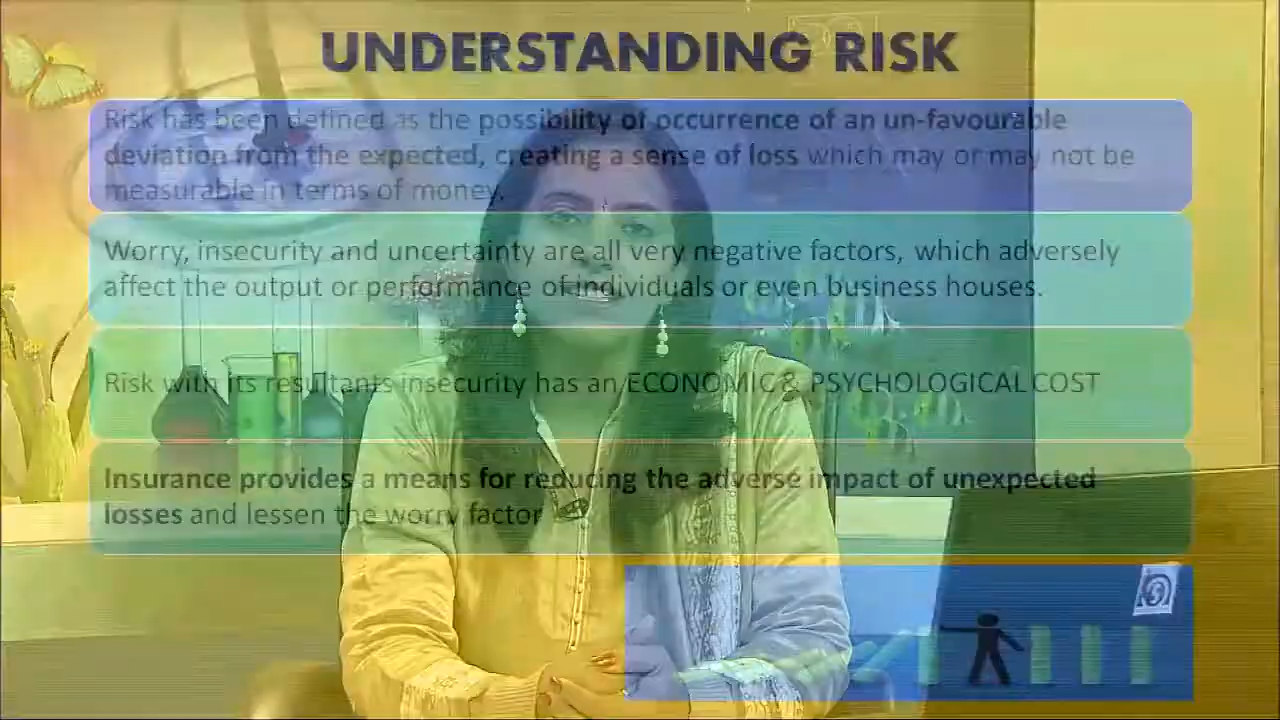 UNDERSTANDING RISK
Risk has been defined as the possibility of occurrence of an un-favourable
deviation from the expected, creating a sense of loss which may or may not be
measurable in terms of money.
Worry, insecurity and uncertainty are all very negative factors, which adversely
affect the output or performance of individuals or even business houses.
Risk with its resultants insecurity has an ECONOMIC & PSYCHOLOGICAL COST
Insurance provides a means for reducing the adverse impact of unexpected
losses and lessen the worry factor